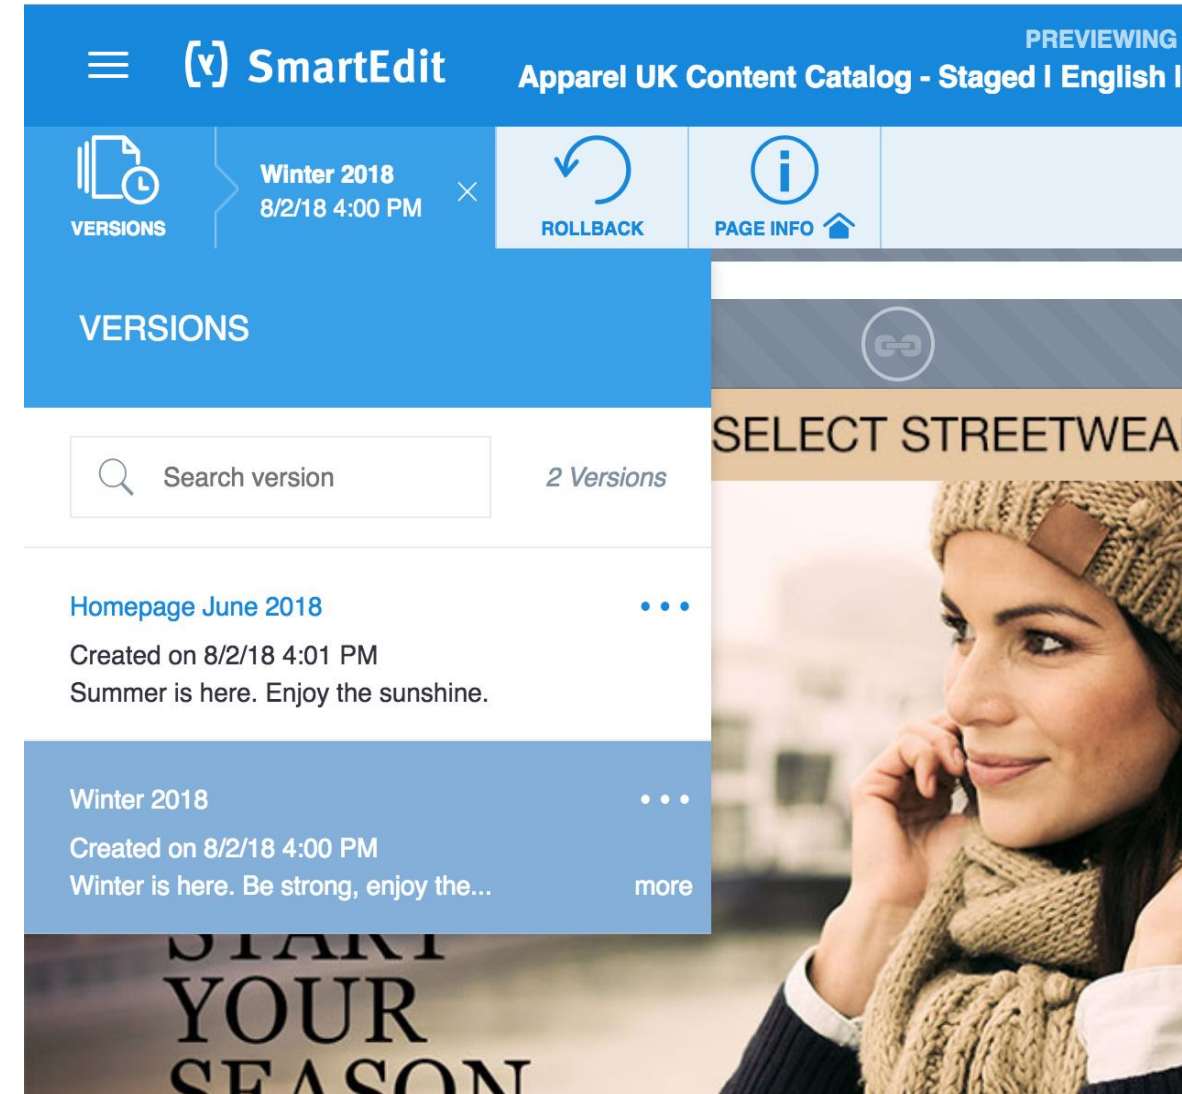 PREVIEWING
SmartEdit
Apparel UK Content Catalog - Staged | English |
Winter 2018
8/2/18 4:00 PM
VERSIONS
ROLLBACK
PAGE INFO
VERSIONS
Search version
2 Versions
SELECT STREETWEA
Homepage June 2018
Created on 8/2/18 4:01 PM
Summer is here. Enjoy the sunshine.
Winter 2018
Created on 8/2/18 4:00 PM
Winter is here. Be strong, enjoy the...
more
START
YOUR
SEASON